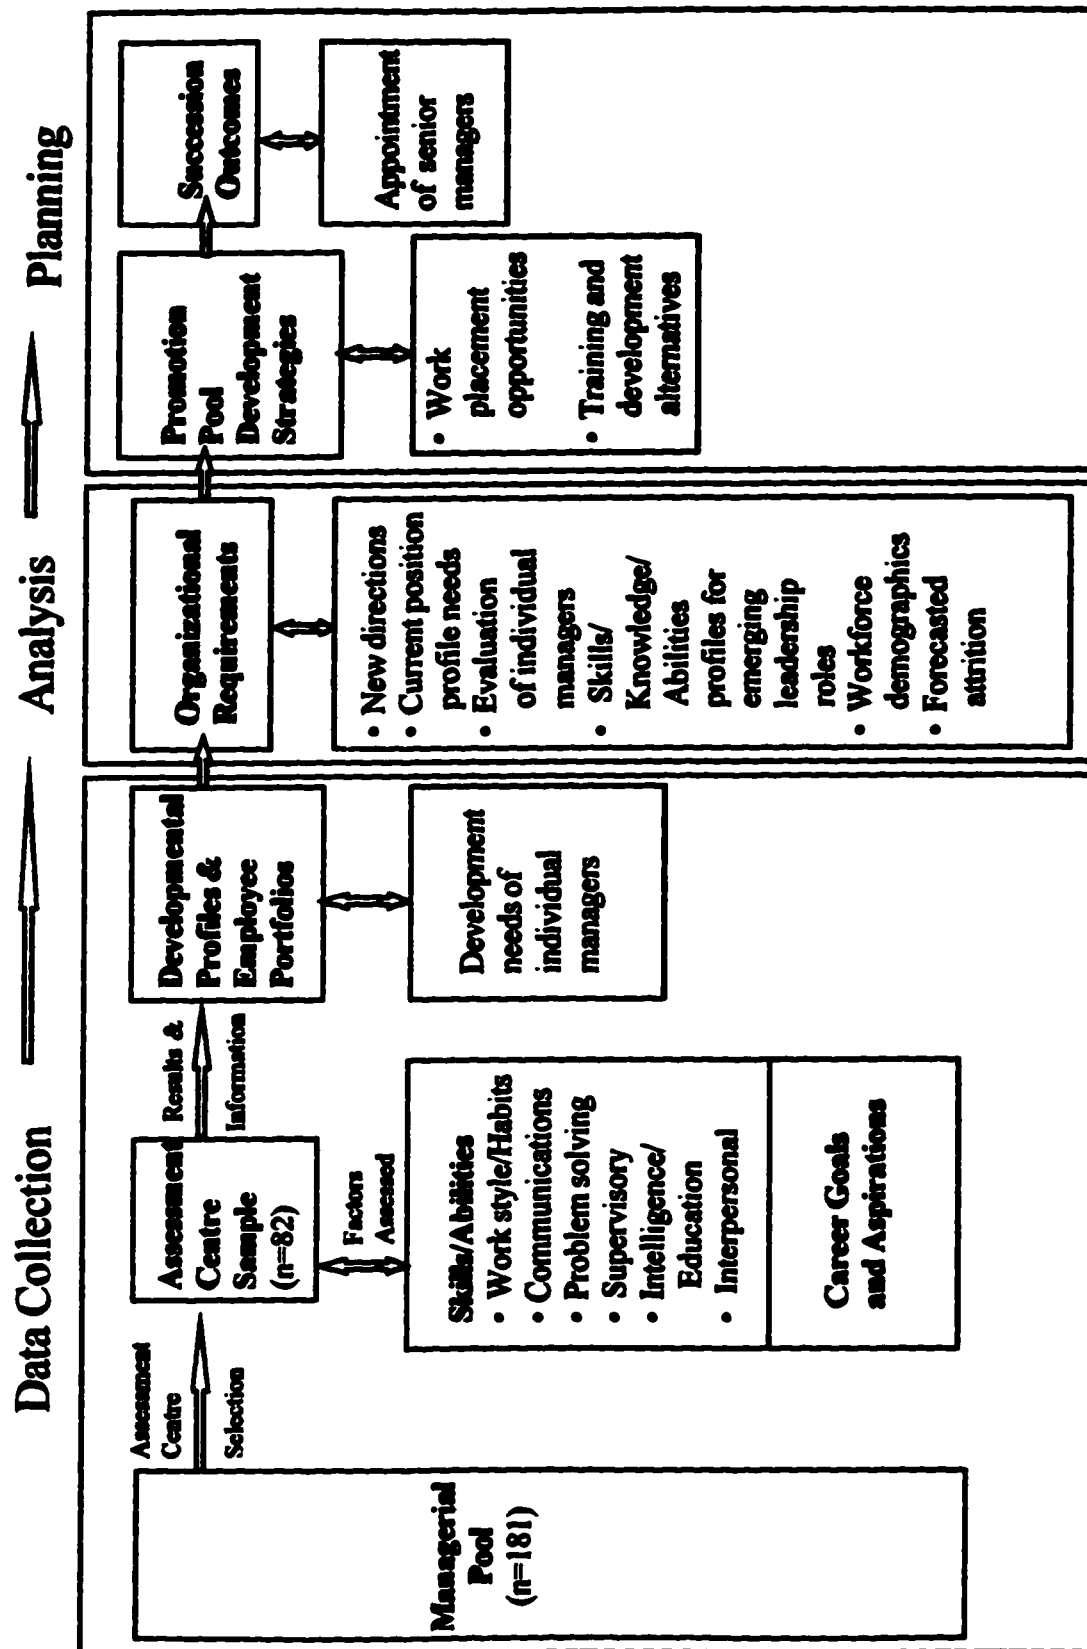 Data Collection
Analysis
Planning
Managerial
Pool
(n=181)
Assessment
Centre
Selection
Assessment
Centre
Sample
(n=82)
Results &
Information
Factors
Assessed
Skills/Abilities
• Work style/Habits
• Communications
• Problem solving
• Supervisory
• Intelligence/
Education
• Interpersonal
Career Goals
and Aspirations
Developmental
Profiles &
Employee
Portfolios
Development
needs of
individual
managers
Organizational
Requirements
• New directions
• Current position
profile needs
• Evaluation
of individual
managers
• Skills/
Knowledge/
Abilities
profiles for
emerging
leadership
roles
• Workforce
demographics
• Forecasted
attrition
Promotion
Pool
Development
Strategies
• Work
placement
opportunities
• Training and
development
alternatives
Succession
Outcomes
Appointment
of senior
managers